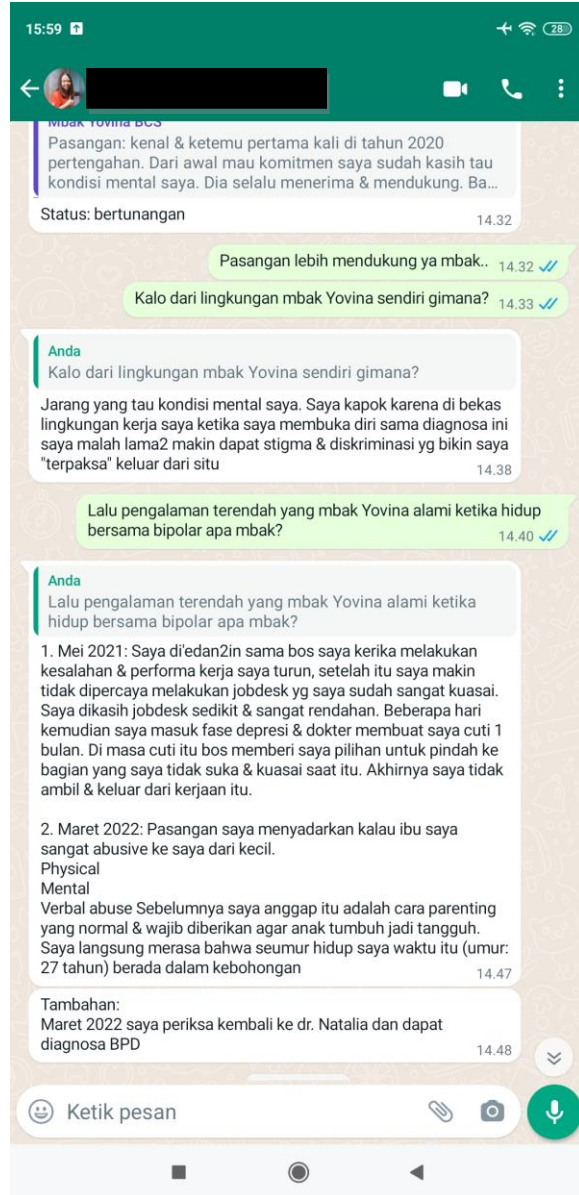 15:59
28
Mbak Yovina BCS
Pasangan: kenal & ketemu pertama kali di tahun 2020
pertengahan. Dari awal mau komitmen saya sudah kasih tau
kondisi mental saya. Dia selalu menerima & mendukung. Ba...
Status: bertunangan
14.32
Pasangan lebih mendukung ya mbak..
14.32
Kalo dari lingkungan mbak Yovina sendiri gimana?
14.33
Anda
Kalo dari lingkungan mbak Yovina sendiri gimana?
Jarang yang tau kondisi mental saya. Saya kapok karena di bekas
lingkungan kerja saya ketika saya membuka diri sama diagnosa ini
saya malah lama2 makin dapat stigma & diskriminasi yg bikin saya
"terpaksa" keluar dari situ
14.38
Lalu pengalaman terendah yang mbak Yovina alami ketika hidup
bersama bipolar apa mbak?
14.40
Anda
Lalu pengalaman terendah yang mbak Yovina alami ketika
hidup bersama bipolar apa mbak?
1. Mei 2021: Saya di'edan2in sama bos saya kerika melakukan
kesalahan & performa kerja saya turun, setelah itu saya makin
tidak dipercaya melakukan jobdesk yg saya sudah sangat kuasai.
Saya dikasih jobdesk sedikit & sangat rendahan. Beberapa hari
kemudian saya masuk fase depresi & dokter membuat saya cuti 1
bulan. Di masa cuti itu bos memberi saya pilihan untuk pindah ke
bagian yang saya tidak suka & kuasai saat itu. Akhirnya saya tidak
ambil & keluar dari kerjaan itu.
2. Maret 2022: Pasangan saya menyadarkan kalau ibu saya
sangat abusive ke saya dari kecil.
Physical
Mental
Verbal abuse Sebelumnya saya anggap itu adalah cara parenting
yang normal & wajib diberikan agar anak tumbuh jadi tangguh.
Saya langsung merasa bahwa seumur hidup saya waktu itu (umur:
27 tahun) berada dalam kebohongan
14.47
Tambahan:
Maret 2022 saya periksa kembali ke dr. Natalia dan dapat
diagnosa BPD
14.48
Ketik pesan